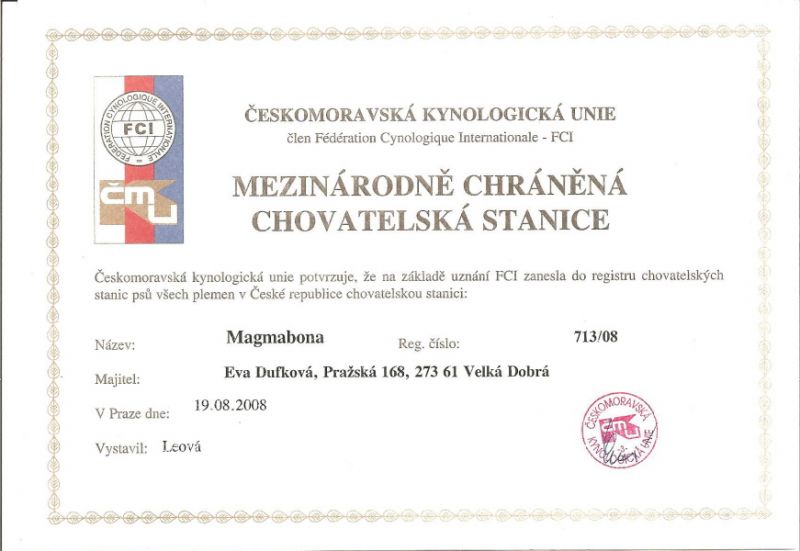 FEDERATION CYNOLOGIQUE INTERNATIONALE
FCI
ČMKU
ČESKOMORAVSKÁ KYNOLOGICKÁ UNIE
člen Fédération Cynologique Internationale - FCI
MEZINÁRODNĚ CHRÁNĚNÁ
CHOVATELSKÁ STANICE
Českomoravská kynologická unie potvrzuje, že na základě uznání FCI zanesla do registru chovatelských
stanic psů všech plemen v České republice chovatelskou stanici:
Název: Magmabona Reg. číslo: 713/08
Majitel: Eva Dufková, Pražská 168, 273 61 Velká Dobrá
V Praze dne: 19.08.2008
Vystavil: Leová
ČESKOMORAVSKÁ
KYNOLOGICKÁ UNIE